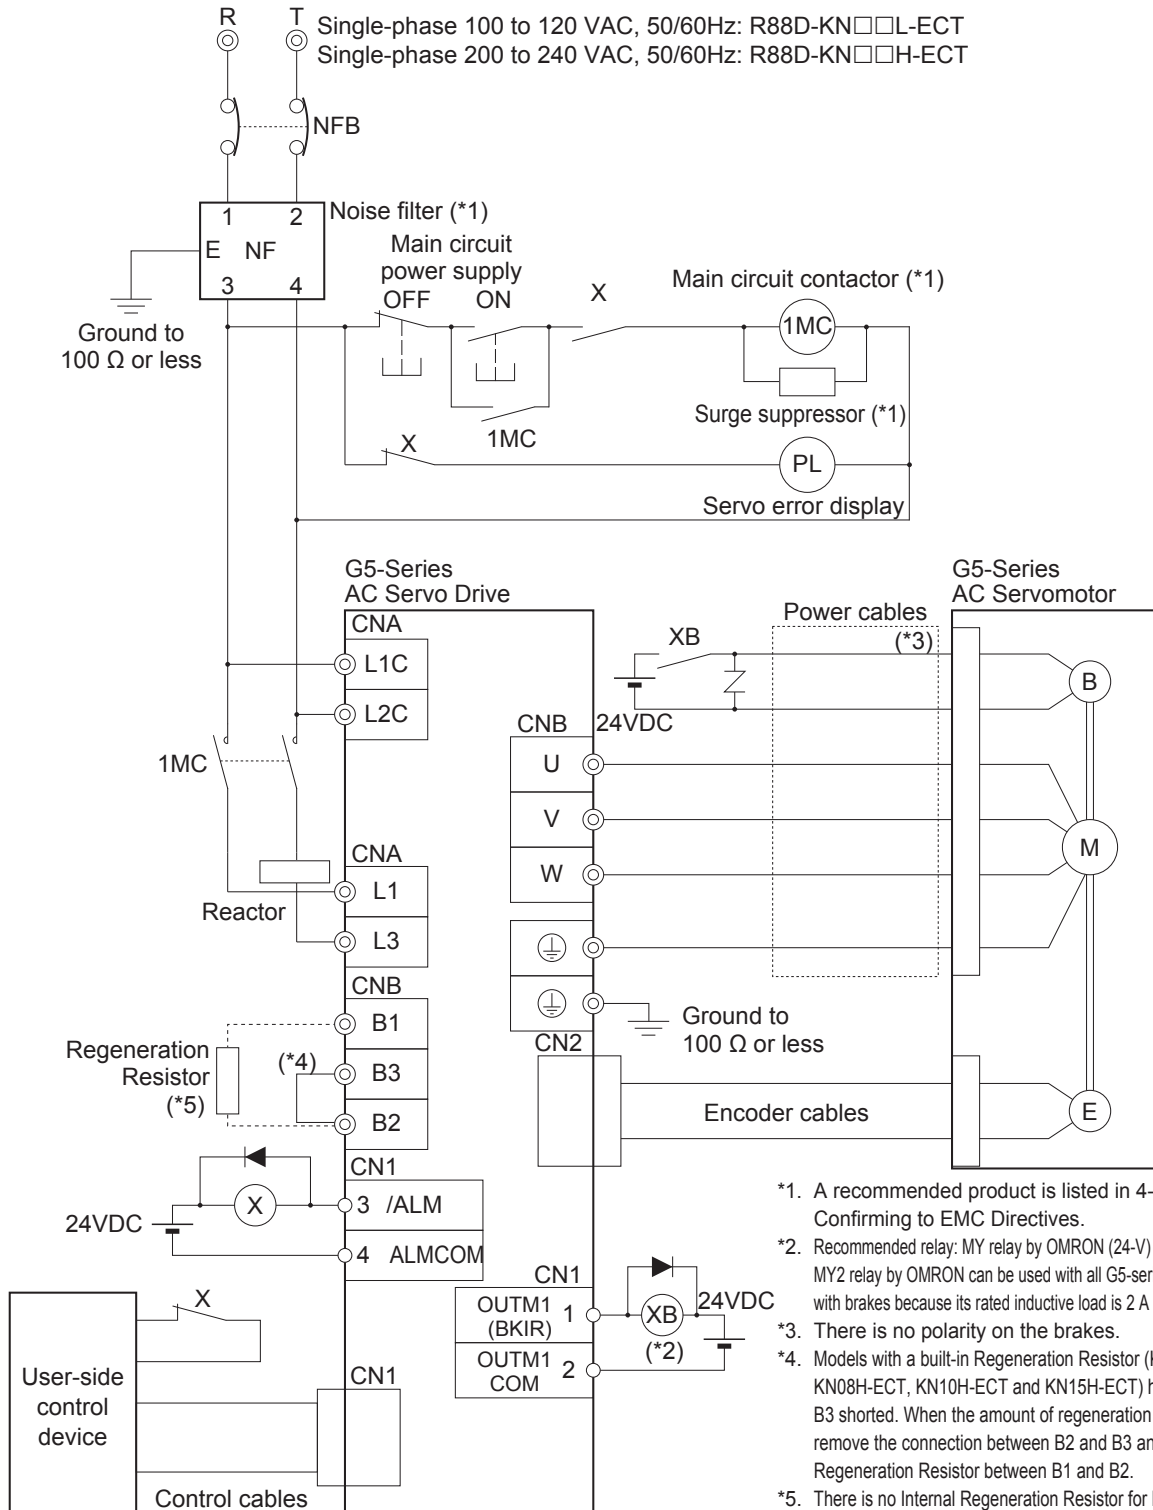 R T
Single-phase 100 to 120 VAC, 50/60Hz: R88D-KN□□L-ECT
Single-phase 200 to 240 VAC, 50/60Hz: R88D-KN□□H-ECT
NFB
1 2
Noise filter (*1)
E NF
3 4
Ground to
100 Ω or less
Main circuit
power supply
OFF ON
X
Main circuit contactor (*1)
1MC
Surge suppressor (*1)
1MC
X
PL
Servo error display
G5-Series
AC Servo Drive
G5-Series
AC Servomotor
CNA
L1C
L2C
1MC
Reactor
CNA
L1
L3
CNB
B1
B3
B2
Regeneration
Resistor
(*5)
(*4)
XB
24VDC
Power cables
(*3)
B
CNB
U
V
W
M
Ground to
100 Ω or less
CN2
Encoder cables
E
CN1
3 /ALM
4 ALMCOM
X
24VDC
CN1
OUTM1
(BKIR) 1
OUTM1
COM 2
XB
(*2)
24VDC
X
User-side
control
device
CN1
Control cables
*1. A recommended product is listed in 4-
Confirming to EMC Directives.
*2. Recommended relay: MY relay by OMRON (24-V)
MY2 relay by OMRON can be used with all G5-ser
with brakes because its rated inductive load is 2 A
*3. There is no polarity on the brakes.
*4. Models with a built-in Regeneration Resistor (
KN08H-ECT, KN10H-ECT and KN15H-ECT) h
B3 shorted. When the amount of regeneration
remove the connection between B2 and B3 an
Regeneration Resistor between B1 and B2.
*5. There is no Internal Regeneration Resistor for